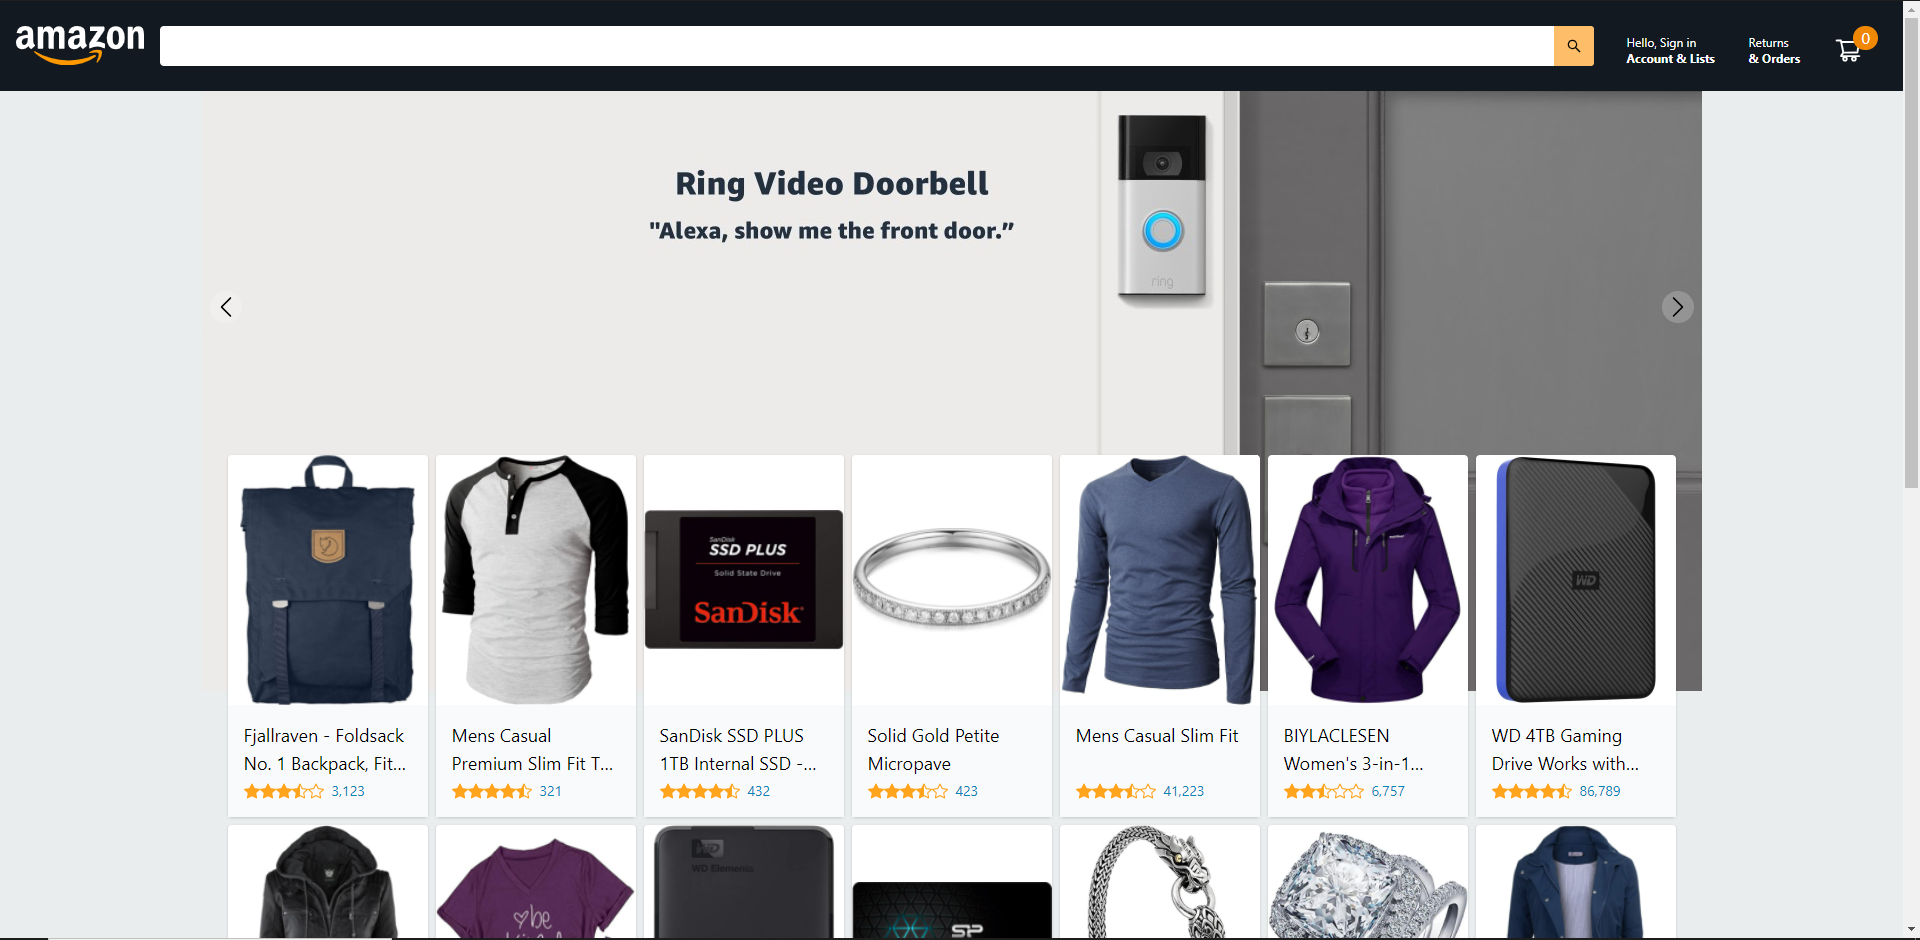 amazon
Hello, Sign in
Account & Lists
Returns
& Orders
0
Ring Video Doorbell
"Alexa, show me the front door.”
ring
SanDisk
SSD PLUS
Solid State Drive
SanDisk
WD
Fjallraven - Foldsack
No. 1 Backpack, Fit...
3,123
Mens Casual
Premium Slim Fit T...
321
SanDisk SSD PLUS
1TB Internal SSD -...
432
Solid Gold Petite
Micropave
423
Mens Casual Slim Fit
41,223
BIYLACLESEN
Women's 3-in-1...
6,757
WD 4TB Gaming
Drive Works with...
86,789
be
WD
WD Elements
SP